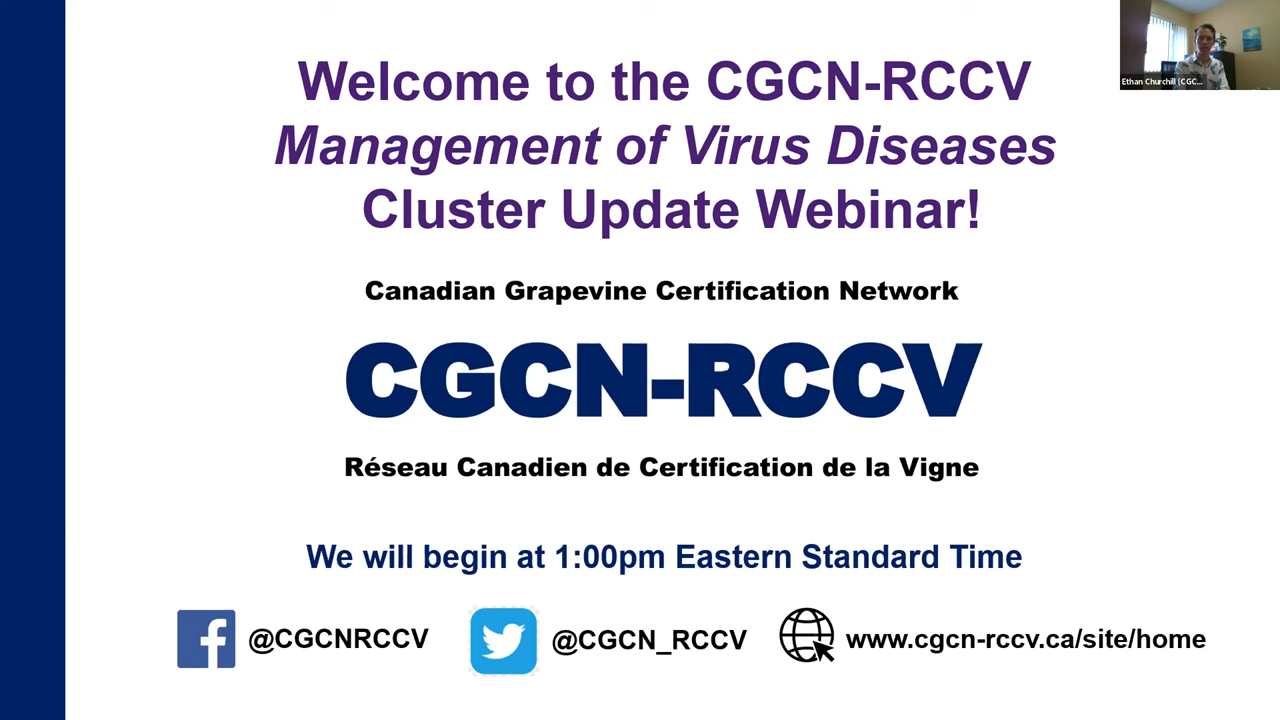 Welcome to the CGCN-RCCV
Management of Virus Diseases
Cluster Update Webinar!
Ethan Churchill (CGC...
Canadian Grapevine Certification Network
CGCN-RCCV
Réseau Canadien de Certification de la Vigne
We will begin at 1:00pm Eastern Standard Time
@CGCNRCCV
@CGCN_RCCV
www.cgcn-rccv.ca/site/home